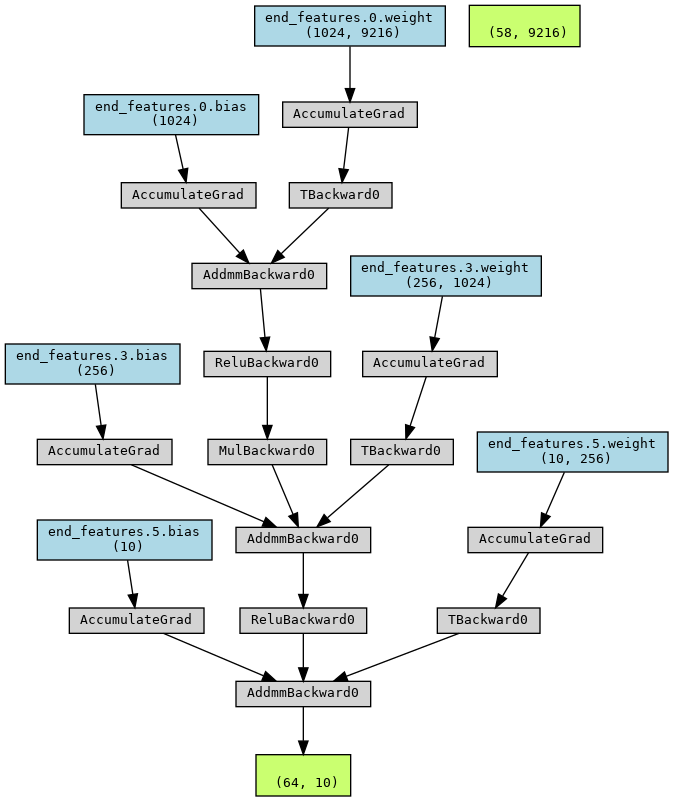 end_features.0.weight
(1024, 9216)
(58, 9216)
end_features.0.bias
(1024)
AccumulateGrad
AccumulateGrad
TBackward0
AddmmBackward0
end_features.3.weight
(256, 1024)
end_features.3.bias
(256)
ReluBackward0
AccumulateGrad
AccumulateGrad
MulBackward0
TBackward0
end_features.5.weight
(10, 256)
end_features.5.bias
(10)
AddmmBackward0
AccumulateGrad
AccumulateGrad
ReluBackward0
TBackward0
AddmmBackward0
(64, 10)